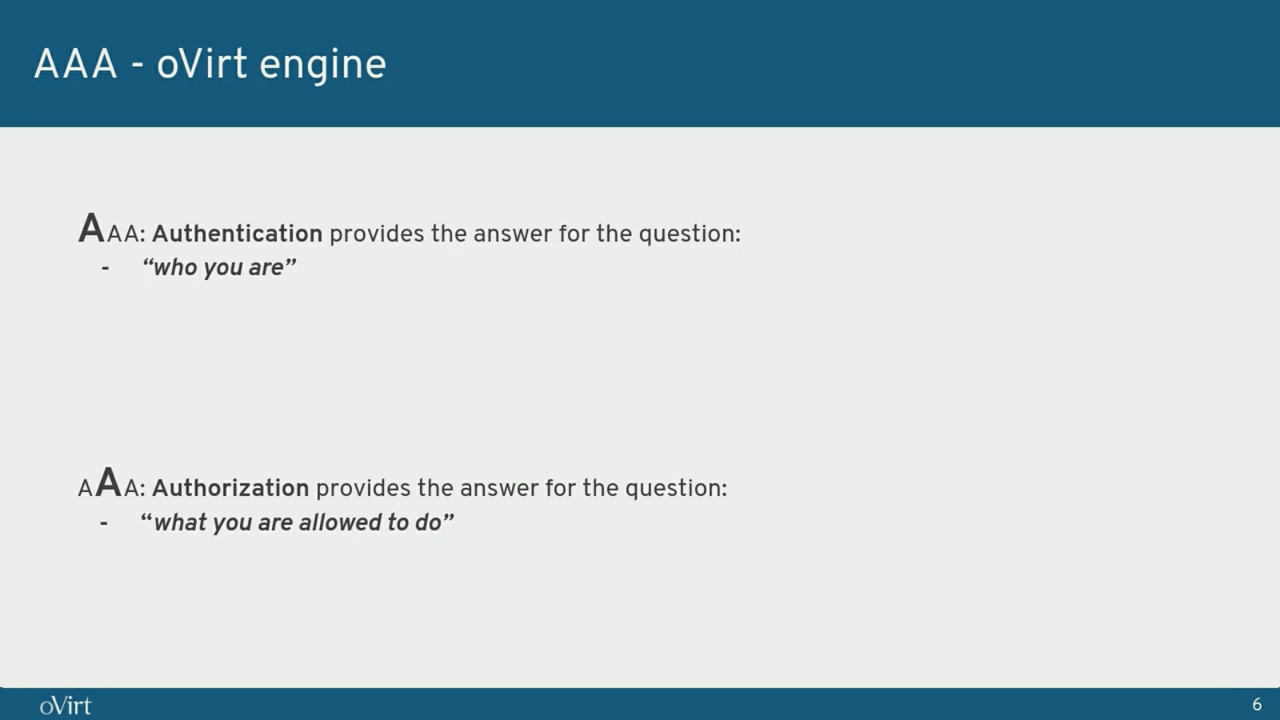 AAA - oVirt engine
AAA: Authentication provides the answer for the question:
- “who you are”
AAA: Authorization provides the answer for the question:
- “what you are allowed to do”
oVirt
6